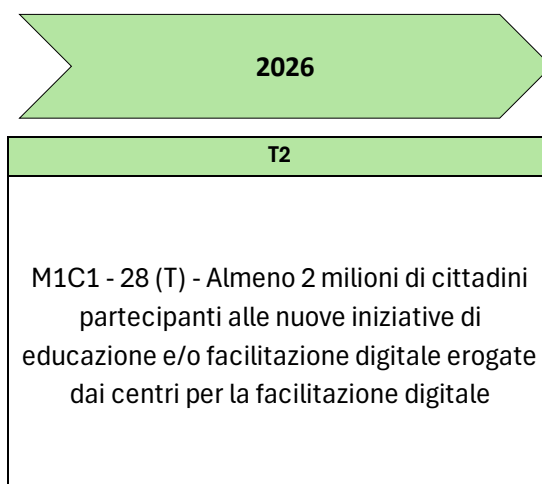 2026
T2
M1C1 - 28 (T) - Almeno 2 milioni di cittadini
partecipanti alle nuove iniziative di
educazione e/o facilitazione digitale erogate
dai centri per la facilitazione digitale